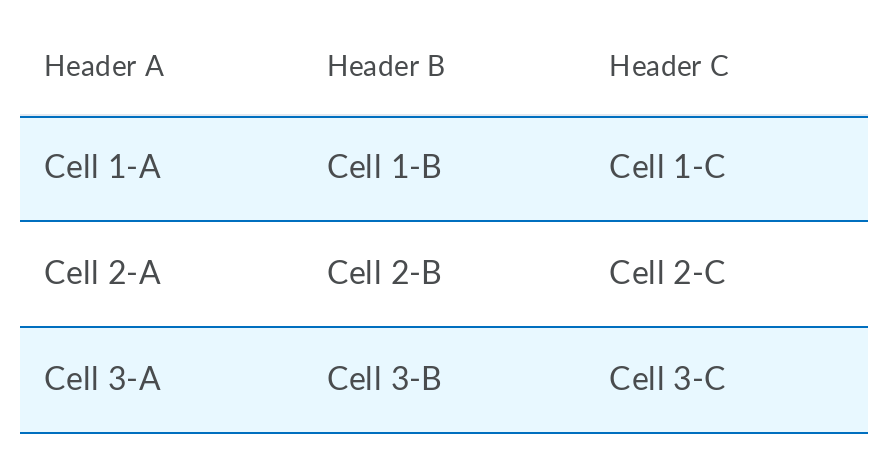 Header A Header B Header C
Cell 1-A Cell 1-B Cell 1-C
Cell 2-A Cell 2-B Cell 2-C
Cell 3-A Cell 3-B Cell 3-C